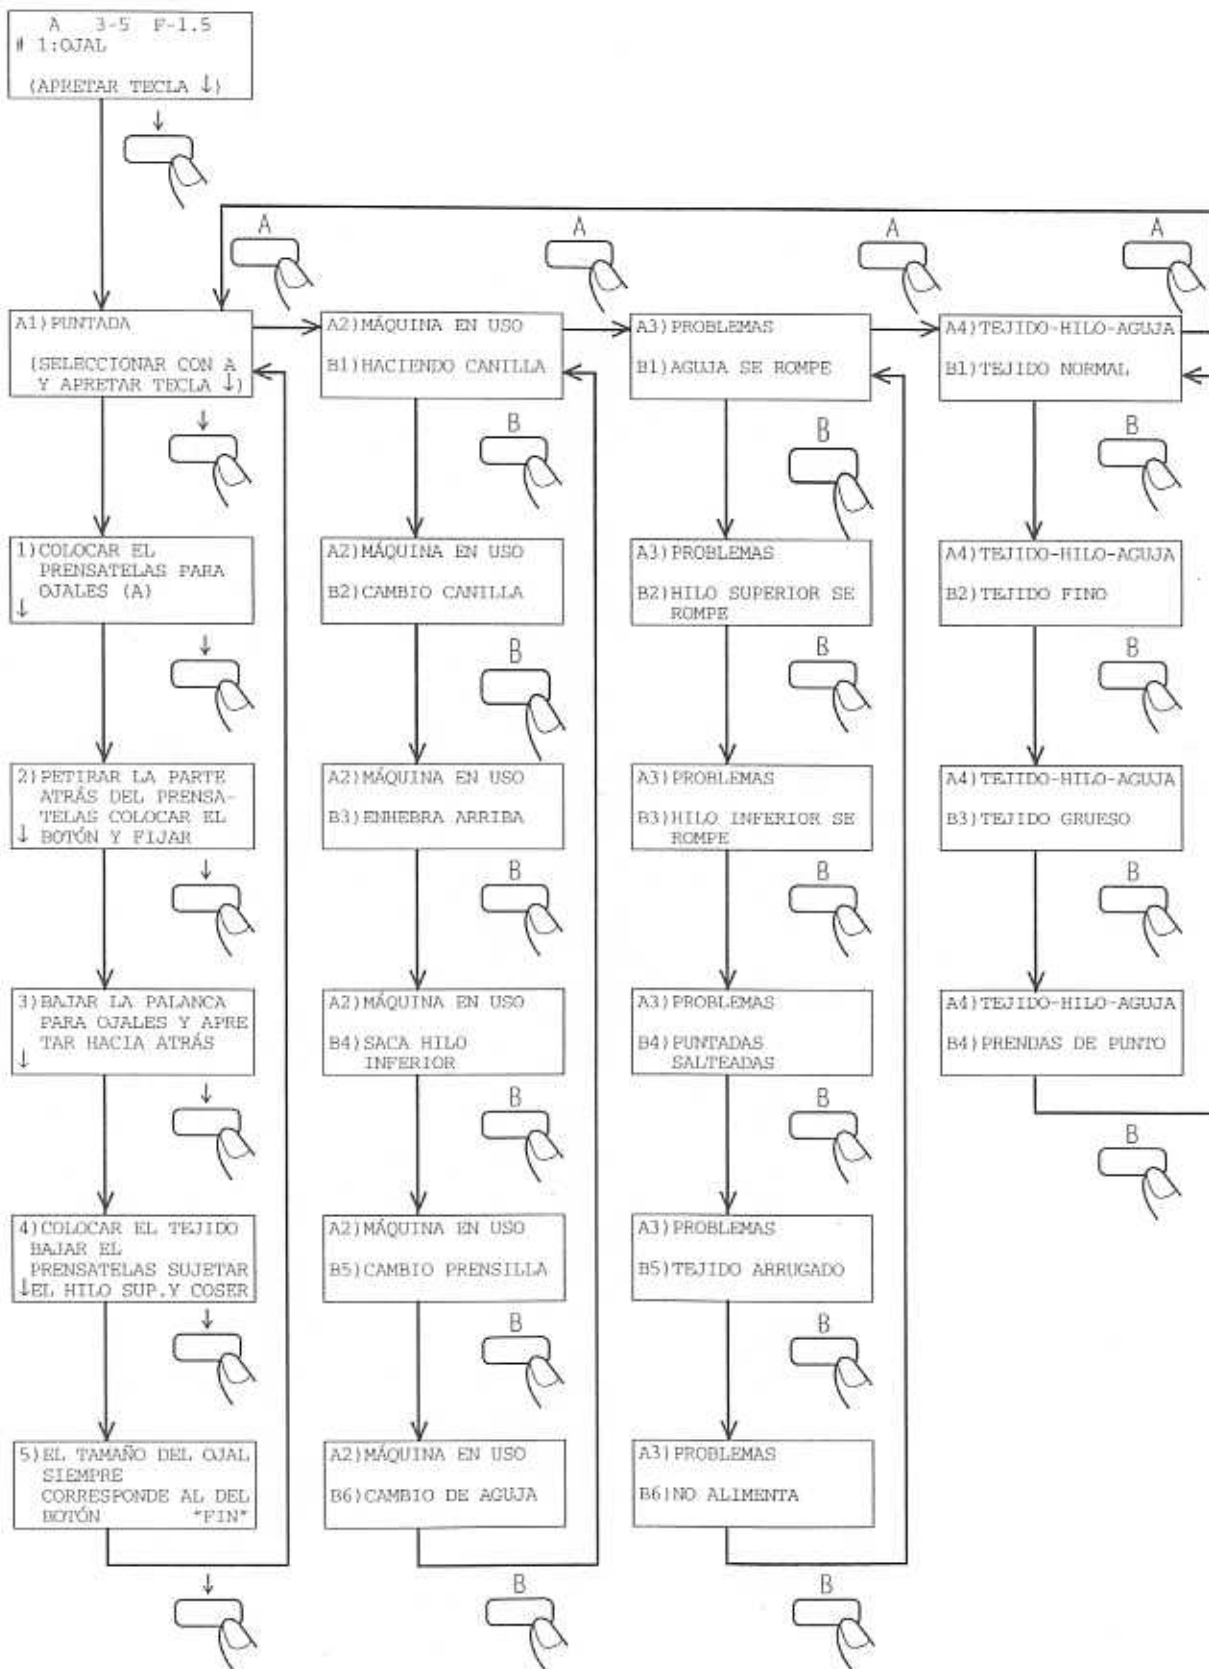 A 3-5 F-1.5
# 1:OJAL
(APRETAR TECLA ↓)
↓
A
A
A
A
A1)PUNTADA
(SELECCIONAR CON A
Y APRETAR TECLA ↓)
A2)MÁQUINA EN USO
B1)HACIENDO CANILLA
A3)PROBLEMAS
B1)AGUJA SE ROMPE
A4)TEJIDO-HILO-AGUJA
B1)TEJIDO NORMAL
↓
B
B
B
1)COLOCAR EL
PRENSATELAS PARA
OJALES (A)
↓
A2)MÁQUINA EN USO
B2)CAMBIO CANILLA
A3)PROBLEMAS
B2)HILO SUPERIOR SE
ROMPE
A4)TEJIDO-HILO-AGUJA
B2)TEJIDO FINO
↓
B
B
B
2)PETIRAR LA PARTE
ATRÁS DEL PRENSA-
TELAS COLOCAR EL
↓ BOTÓN Y FIJAR
A2)MÁQUINA EN USO
B3)ENHEBRA ARRIBA
A3)PROBLEMAS
B3)HILO INFERIOR SE
ROMPE
A4)TEJIDO-HILO-AGUJA
B3)TEJIDO GRUESO
↓
B
B
B
3)BAJAR LA PALANCA
PARA OJALES Y APRE
TAR HACIA ATRÁS
↓
A2)MÁQUINA EN USO
B4)SACA HILO
INFERIOR
A3)PROBLEMAS
B4)PUNTADAS
SALTEADAS
A4)TEJIDO-HILO-AGUJA
B4)PRENDAS DE PUNTO
↓
B
B
B
4)COLOCAR EL TEJIDO
BAJAR EL
PRENSATELAS SUJETAR
↓EL HILO SUP.Y COSER
A2)MÁQUINA EN USO
B5)CAMBIO PRENSILLA
A3)PROBLEMAS
B5)TEJIDO ARRUGADO
↓
B
B
5)EL TAMAÑO DEL OJAL
SIEMPRE
CORRESPONDE AL DEL
BOTÓN "FIN"
A2)MÁQUINA EN USO
B6)CAMBIO DE AGUJA
A3)PROBLEMAS
B6)NO ALIMENTA
↓
B
B